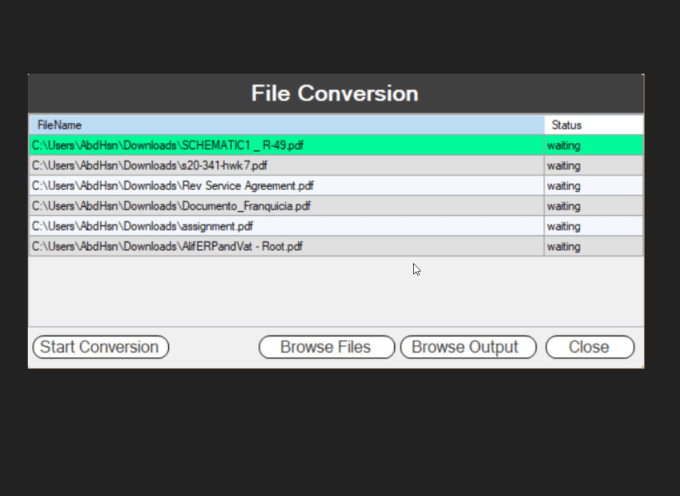 File Conversion
FileName Status
C:\Users\AbdHsn\Downloads\SCHEMATIC1 _ R-49.pdf waiting
C:\Users\AbdHsn\Downloads\s20-341-hwk7.pdf waiting
C:\Users\AbdHsn\Downloads\Rev Service Agreement.pdf waiting
C:\Users\AbdHsn\Downloads\Documento_Franquicia.pdf waiting
C:\Users\AbdHsn\Downloads\assignment.pdf waiting
C:\Users\AbdHsn\Downloads\AlifERPandVat - Root.pdf waiting
Start Conversion Browse Files Browse Output Close